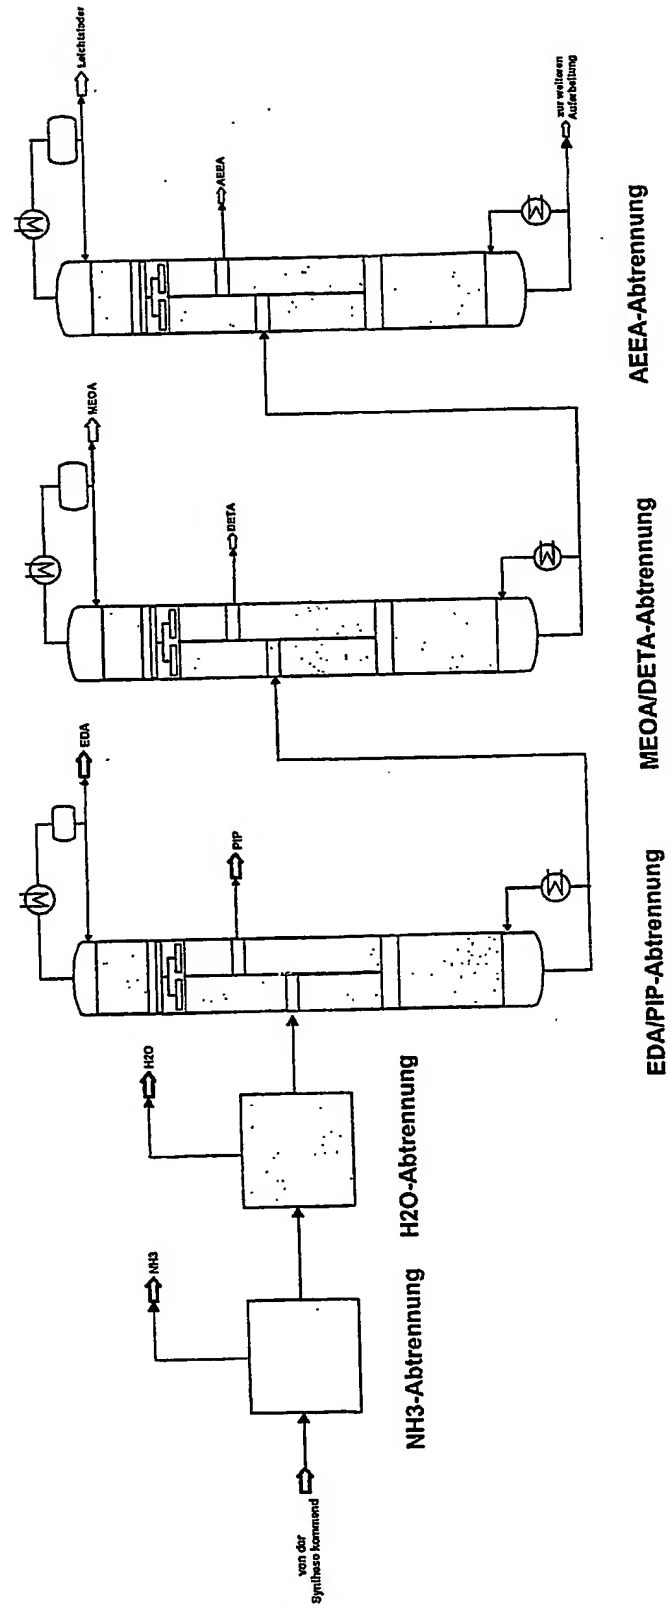 von der
Synthese kommend
NH3
NH3-Abtrennung
H2O
H2O-Abtrennung
EDA
PIP
EDA/PIP-Abtrennung
MEOA
DETA
MEOA/DETA-Abtrennung
Leichtsieder
AEEA
zur weiteren
Aufarbeitung
AEEA-Abtrennung